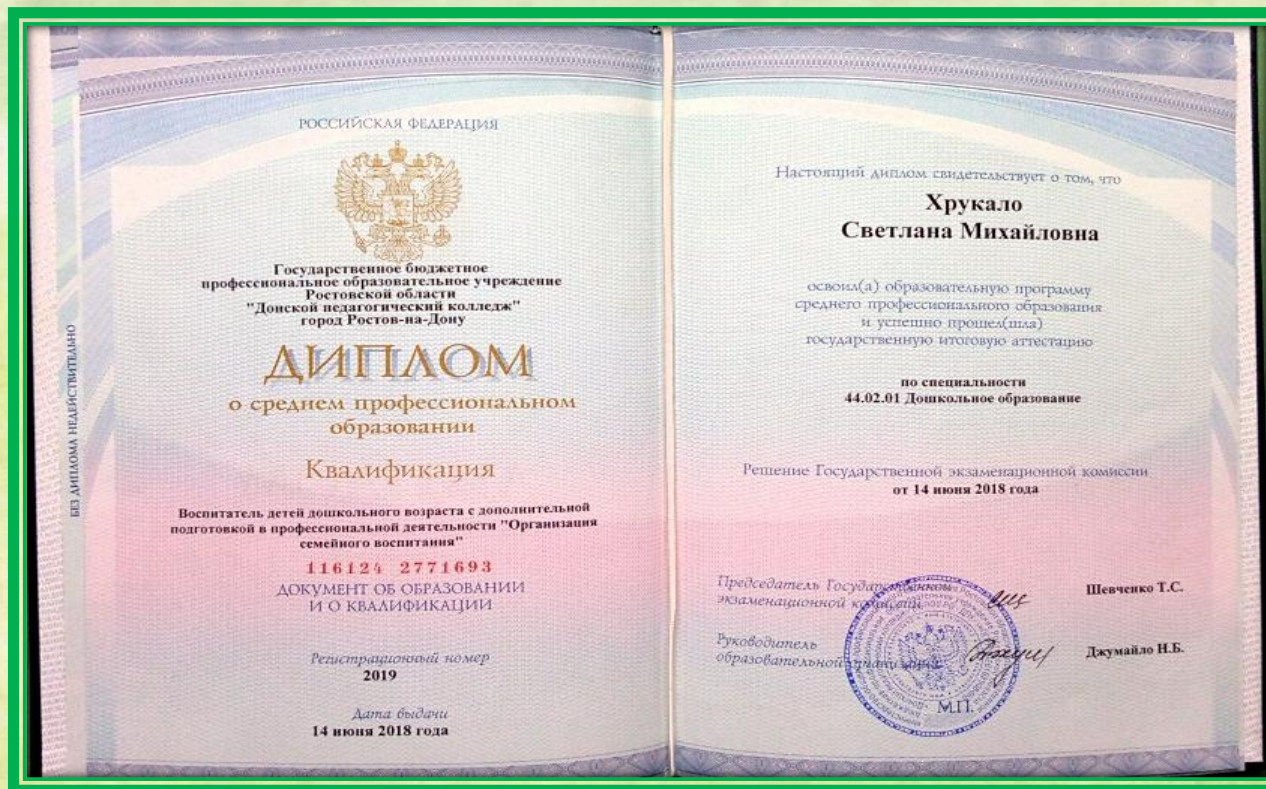 БЕЗ ДИПЛОМА НЕДЕЙСТВИТЕЛЬНО
РОССИЙСКАЯ ФЕДЕРАЦИЯ
Государственное бюджетное
профессиональное образовательное учреждение
Ростовской области
"Донской педагогический колледж"
город Ростов-на-Дону
ДИПЛОМ
о среднем профессиональном
образовании
Квалификация
Воспитатель детей дошкольного возраста с дополнительной
подготовкой в профессиональной деятельности "Организация
семейного воспитания"
116124 2771693
ДОКУМЕНТ ОБ ОБРАЗОВАНИИ
И О КВАЛИФИКАЦИИ
Регистрационный номер
2019
Дата выдачи
14 июня 2018 года
Настоящий диплом свидетельствует о том, что
Хрукало
Светлана Михайловна
освоил(а) образовательную программу
среднего профессионального образования
и успешно прошел(шла)
государственную итоговую аттестацию
по специальности
44.02.01 Дошкольное образование
Решение Государственной экзаменационной комиссии
от 14 июня 2018 года
Председатель Государственной
экзаменационной комиссии
Шевченко Т.С.
Руководитель
образовательной организации
Джумайло Н.Б.
М.П.